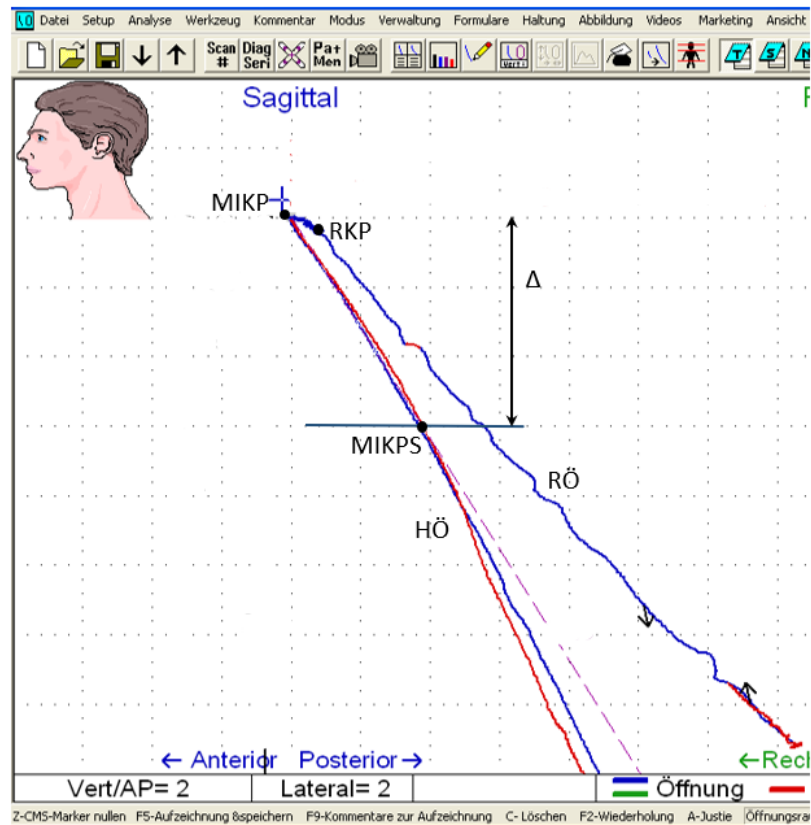 Datei Setup Analyse Werkzeug Kommentar Modus Verwaltung Formulare Haltung Abbildung Videos Marketing Ansicht
Scan # Diag Seri Pa+ Men
T S N
Sagittal
MIKP
RKP
Δ
MIKPS
RÖ
HÖ
← Anterior Posterior → ←Rech
Vert/AP= 2 Lateral= 2 Öffnung
Z-CMS-Marker nullen F5-Aufzeichnung &speichern F9-Kommentare zur Aufzeichnung C- Löschen F2-Wiederholung A-Justie Öffnungsra